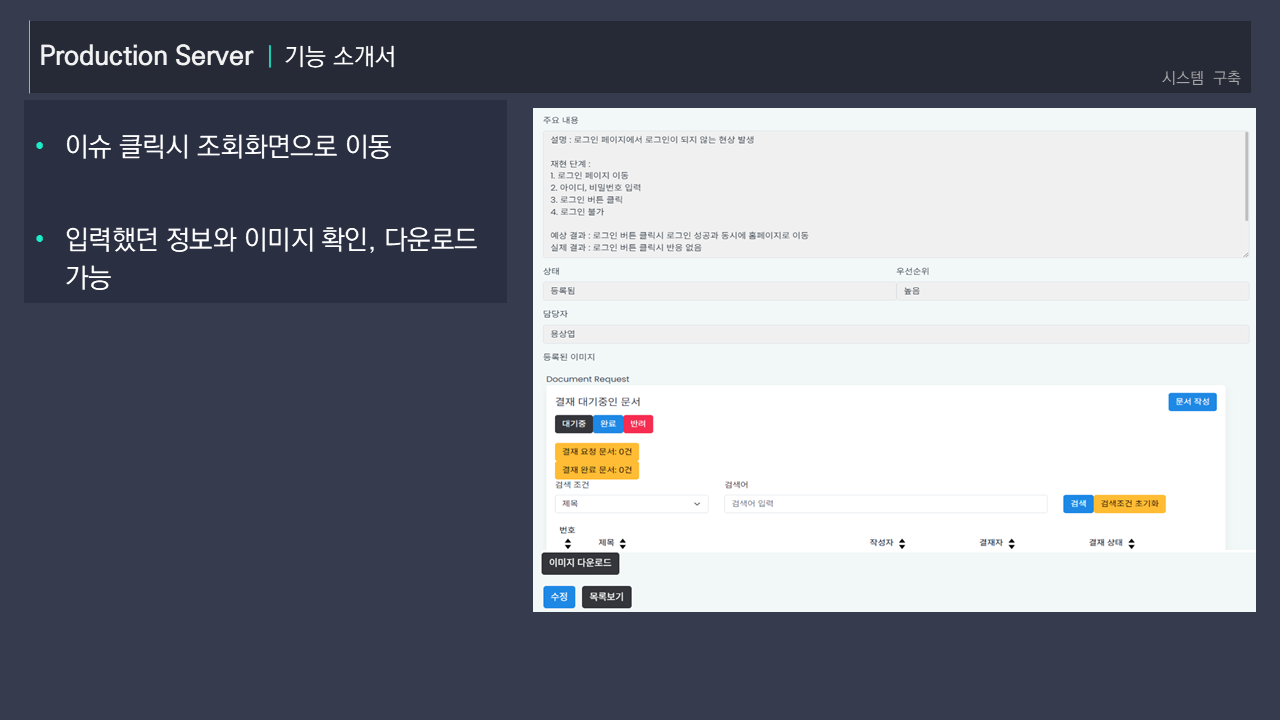 Production Server | 기능 소개서
시스템 구축
• 이슈 클릭시 조회화면으로 이동
• 입력했던 정보와 이미지 확인, 다운로드
가능
주요 내용
설명 : 로그인 페이지에서 로그인이 되지 않는 현상 발생
재현 단계 :
1. 로그인 페이지 이동
2. 아이디, 비밀번호 입력
3. 로그인 버튼 클릭
4. 로그인 불가
예상 결과 : 로그인 버튼 클릭시 로그인 성공과 동시에 홈페이지로 이동
실제 결과 : 로그인 버튼 클릭시 반응 없음
상태 우선순위
등록됨 높음
담당자
용상엽
등록된 이미지
Document Request
결재 대기중인 문서 문서 작성
대기중 완료 반려
결재 요청 문서: 0건
결재 완료 문서: 0건
검색 조건 검색어
제목 검색어 입력 검색 검색조건 초기화
번호
제목 작성자 결재자 결재 상태
이미지 다운로드
수정 목록보기